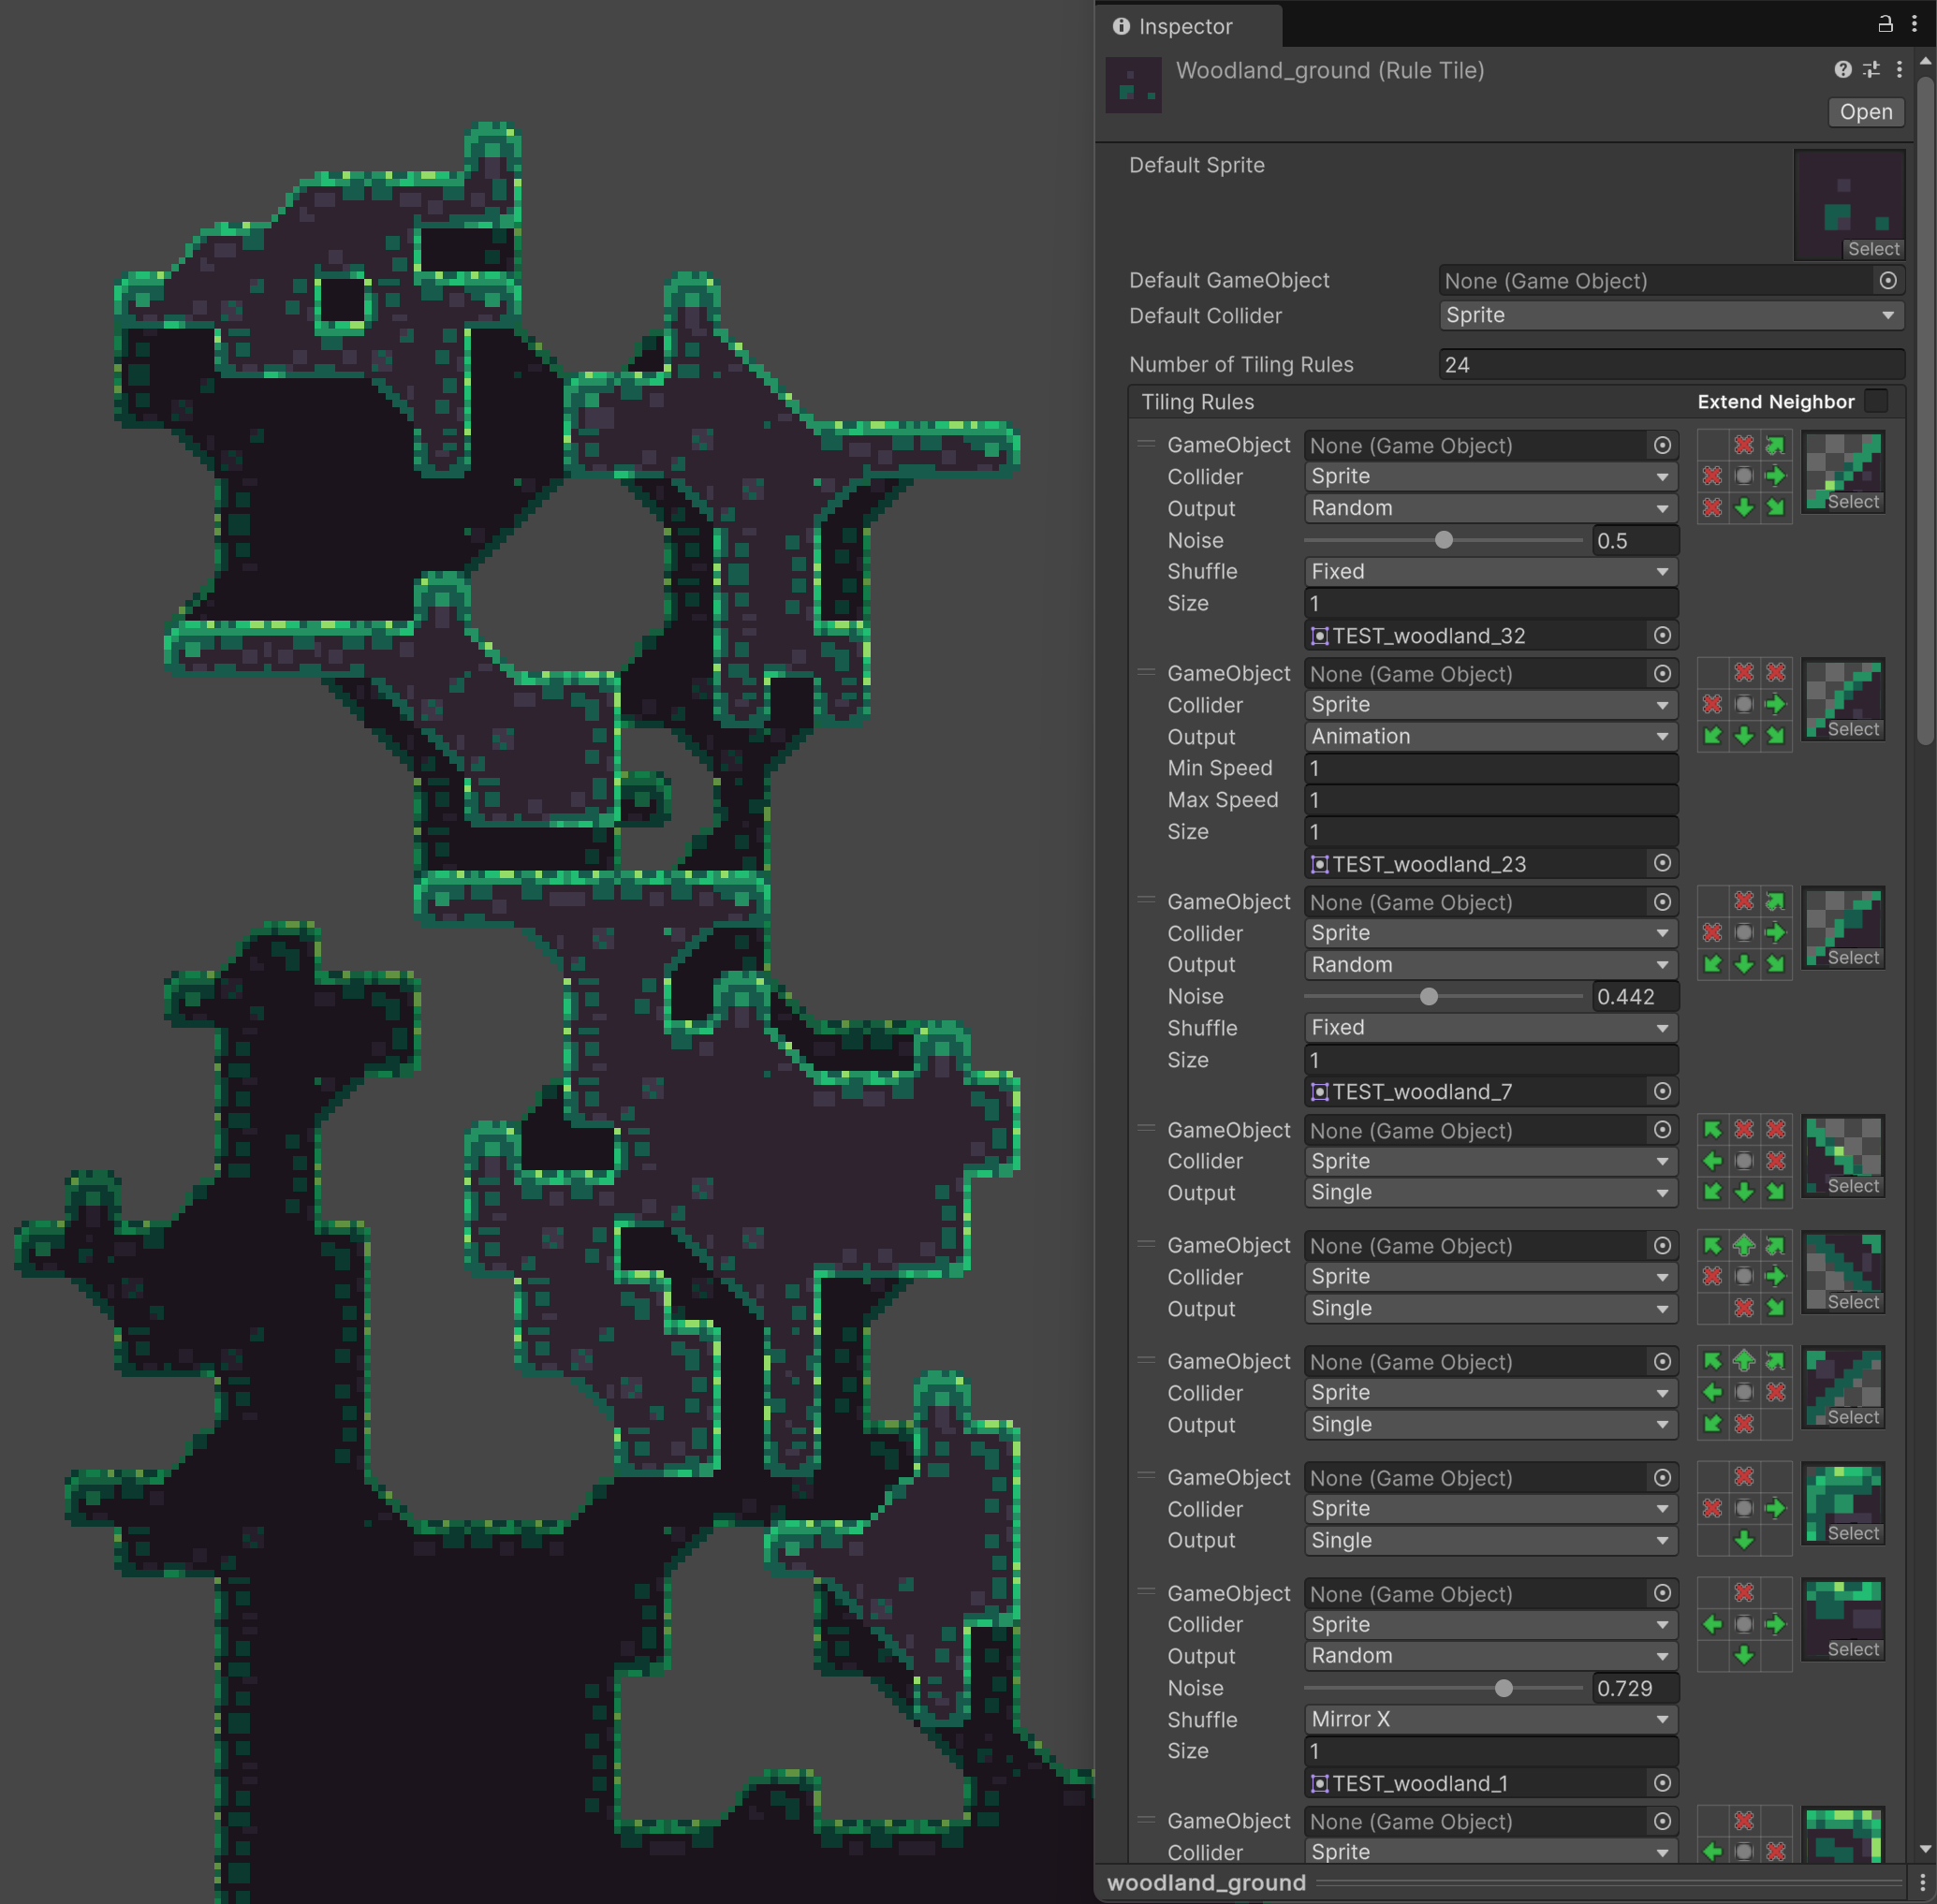 Inspector
Woodland_ground (Rule Tile)
Open
Default Sprite
Select
Default GameObject None (Game Object)
Default Collider Sprite
Number of Tiling Rules 24
Tiling Rules Extend Neighbor
GameObject None (Game Object)
Collider Sprite
Output Random
Select
Noise 0.5
Shuffle Fixed
Size 1
TEST_woodland_32
GameObject None (Game Object)
Collider Sprite
Select
Output Animation
Min Speed 1
Max Speed 1
Size 1
TEST_woodland_23
GameObject None (Game Object)
Collider Sprite
Select
Output Random
Noise 0.442
Shuffle Fixed
Size 1
TEST_woodland_7
GameObject None (Game Object)
Collider Sprite
Select
Output Single
GameObject None (Game Object)
Collider Sprite
Select
Output Single
GameObject None (Game Object)
Collider Sprite
Select
Output Single
GameObject None (Game Object)
Collider Sprite
Select
Output Single
GameObject None (Game Object)
Collider Sprite
Select
Output Random
Noise 0.729
Shuffle Mirror X
Size 1
TEST_woodland_1
GameObject None (Game Object)
Collider Sprite
woodland_ground